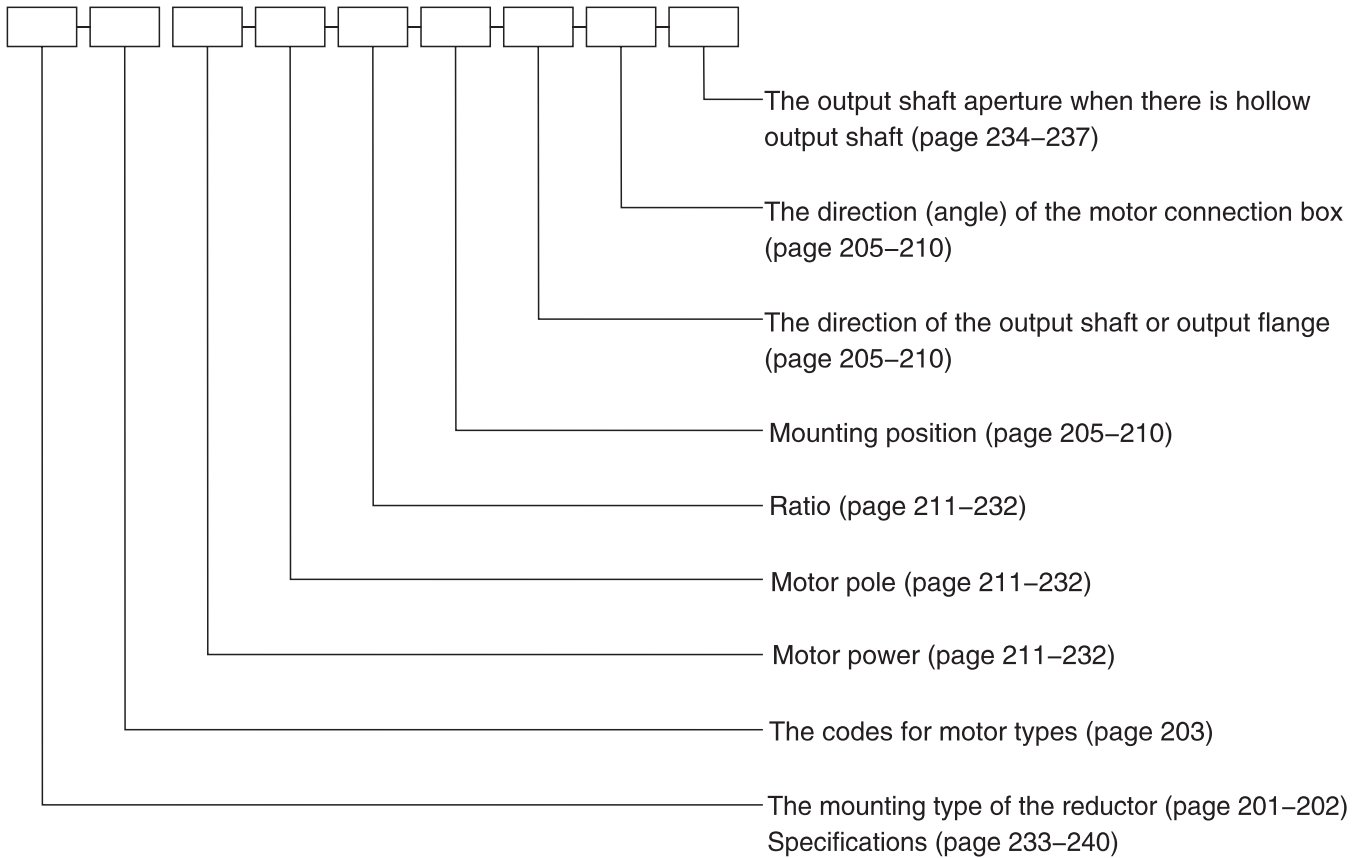 The output shaft aperture when there is hollow
output shaft (page 234–237)
The direction (angle) of the motor connection box
(page 205–210)
The direction of the output shaft or output flange
(page 205–210)
Mounting position (page 205–210)
Ratio (page 211–232)
Motor pole (page 211–232)
Motor power (page 211–232)
The codes for motor types (page 203)
The mounting type of the reductor (page 201–202)
Specifications (page 233–240)